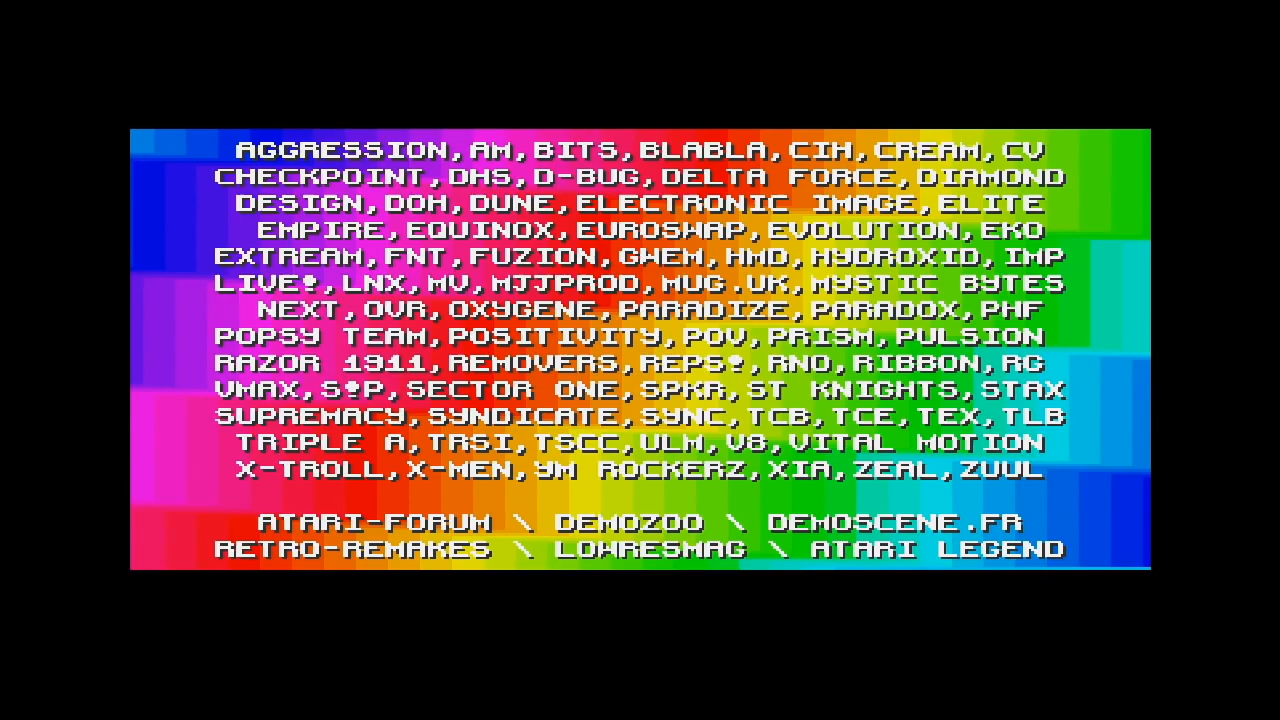 AGGRESSION,AM,BITS,BLABLA,CIH,CREAM,CV
CHECKPOINT,DHS,D-BUG,DELTA FORCE,DIAMOND
DESIGN,DOH,DUNE,ELECTRONIC IMAGE,ELITE
EMPIRE,EQUINOX,EUROSWAP,EVOLUTION,EKO
EXTREAM,FNT,FUZION,GWEM,HMD,HYDROXID,IMP
LIVE!,LNX,MV,MJJPROD,MUG.UK,MYSTIC BYTES
NEXT,OVR,OXYGENE,PARADIZE,PARADOX,PHF
POPSY TEAM,POSITIVITY,POV,PRISM,PULSION
RAZOR 1911,REMOVERS,REPS!,RNO,RIBBON,RG
VMAX,S!P,SECTOR ONE,SPKR,ST KNIGHTS,STAX
SUPREMACY,SYNDICATE,SYNC,TCB,TCE,TEX,TLB
TRIPLE A,TRSI,TSCC,ULM,V8,VITAL MOTION
X-TROLL,X-MEN,YM ROCKERZ,XIA,ZEAL,ZUUL
ATARI-FORUM \ DEMOZOO \ DEMOSCENE.FR
RETRO-REMAKES \ LOWRESMAG \ ATARI LEGEND